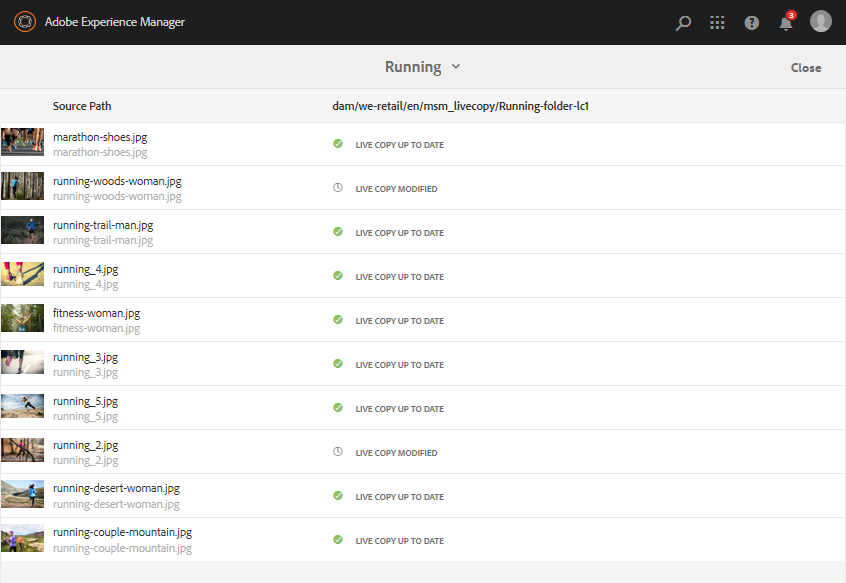 Adobe Experience Manager
3
Running
Close
Source Path
dam/we-retail/en/msm_livecopy/Running-folder-lc1
marathon-shoes.jpg
marathon-shoes.jpg
LIVE COPY UP TO DATE
running-woods-woman.jpg
running-woods-woman.jpg
LIVE COPY MODIFIED
running-trail-man.jpg
running-trail-man.jpg
LIVE COPY UP TO DATE
running_4.jpg
running_4.jpg
LIVE COPY UP TO DATE
fitness-woman.jpg
fitness-woman.jpg
LIVE COPY UP TO DATE
running_3.jpg
running_3.jpg
LIVE COPY UP TO DATE
running_5.jpg
running_5.jpg
LIVE COPY UP TO DATE
running_2.jpg
running_2.jpg
LIVE COPY MODIFIED
running-desert-woman.jpg
running-desert-woman.jpg
LIVE COPY UP TO DATE
running-couple-mountain.jpg
running-couple-mountain.jpg
LIVE COPY UP TO DATE